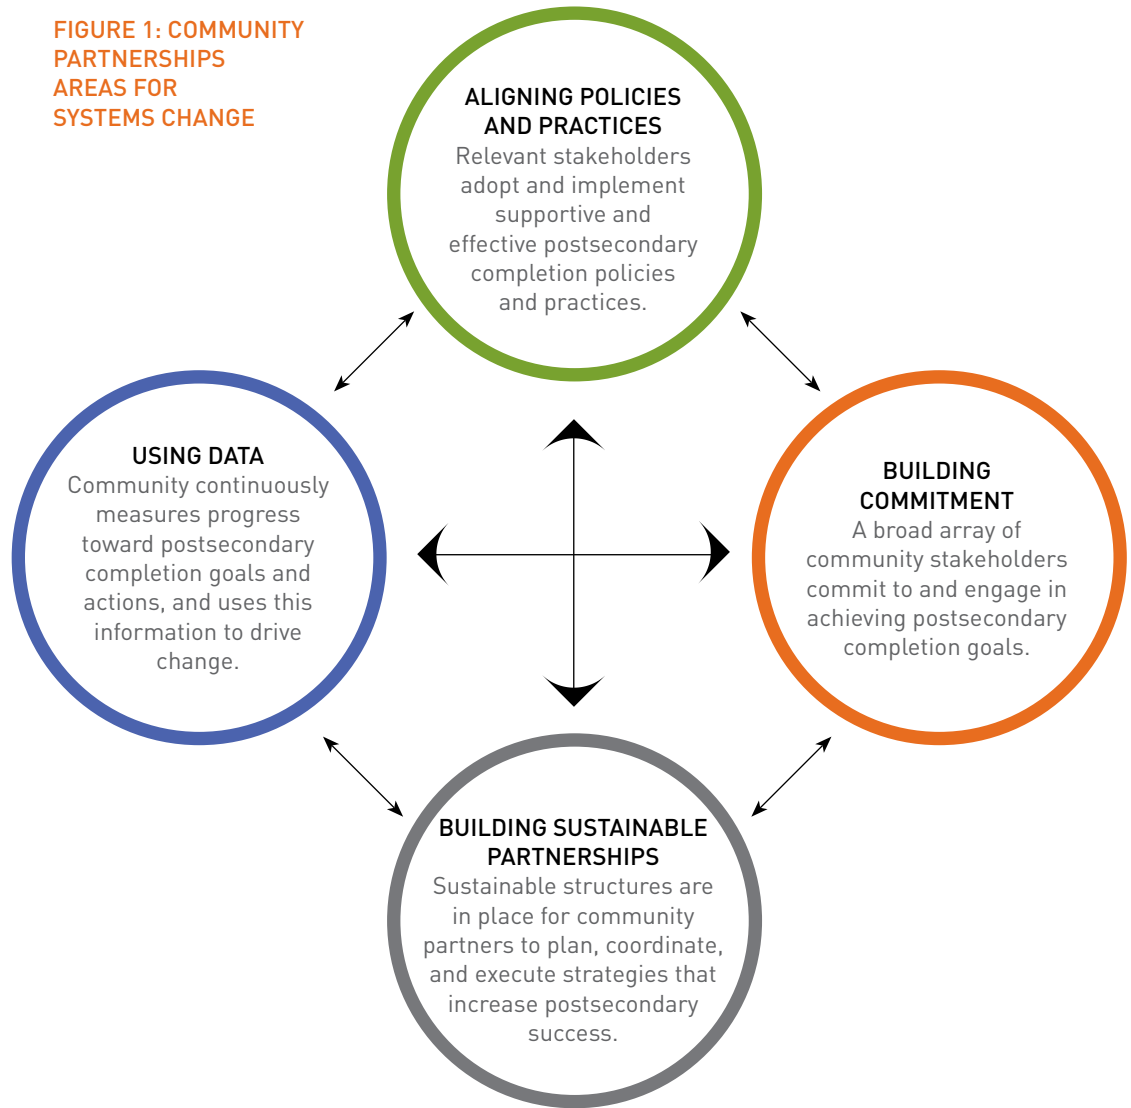 FIGURE 1: COMMUNITY
PARTNERSHIPS
AREAS FOR
SYSTEMS CHANGE
ALIGNING POLICIES
AND PRACTICES
Relevant stakeholders
adopt and implement
supportive and
effective postsecondary
completion policies
and practices.
USING DATA
Community continuously
measures progress
toward postsecondary
completion goals and
actions, and uses this
information to drive
change.
BUILDING
COMMITMENT
A broad array of
community stakeholders
commit to and engage in
achieving postsecondary
completion goals.
BUILDING SUSTAINABLE
PARTNERSHIPS
Sustainable structures are
in place for community
partners to plan, coordinate,
and execute strategies that
increase postsecondary
success.